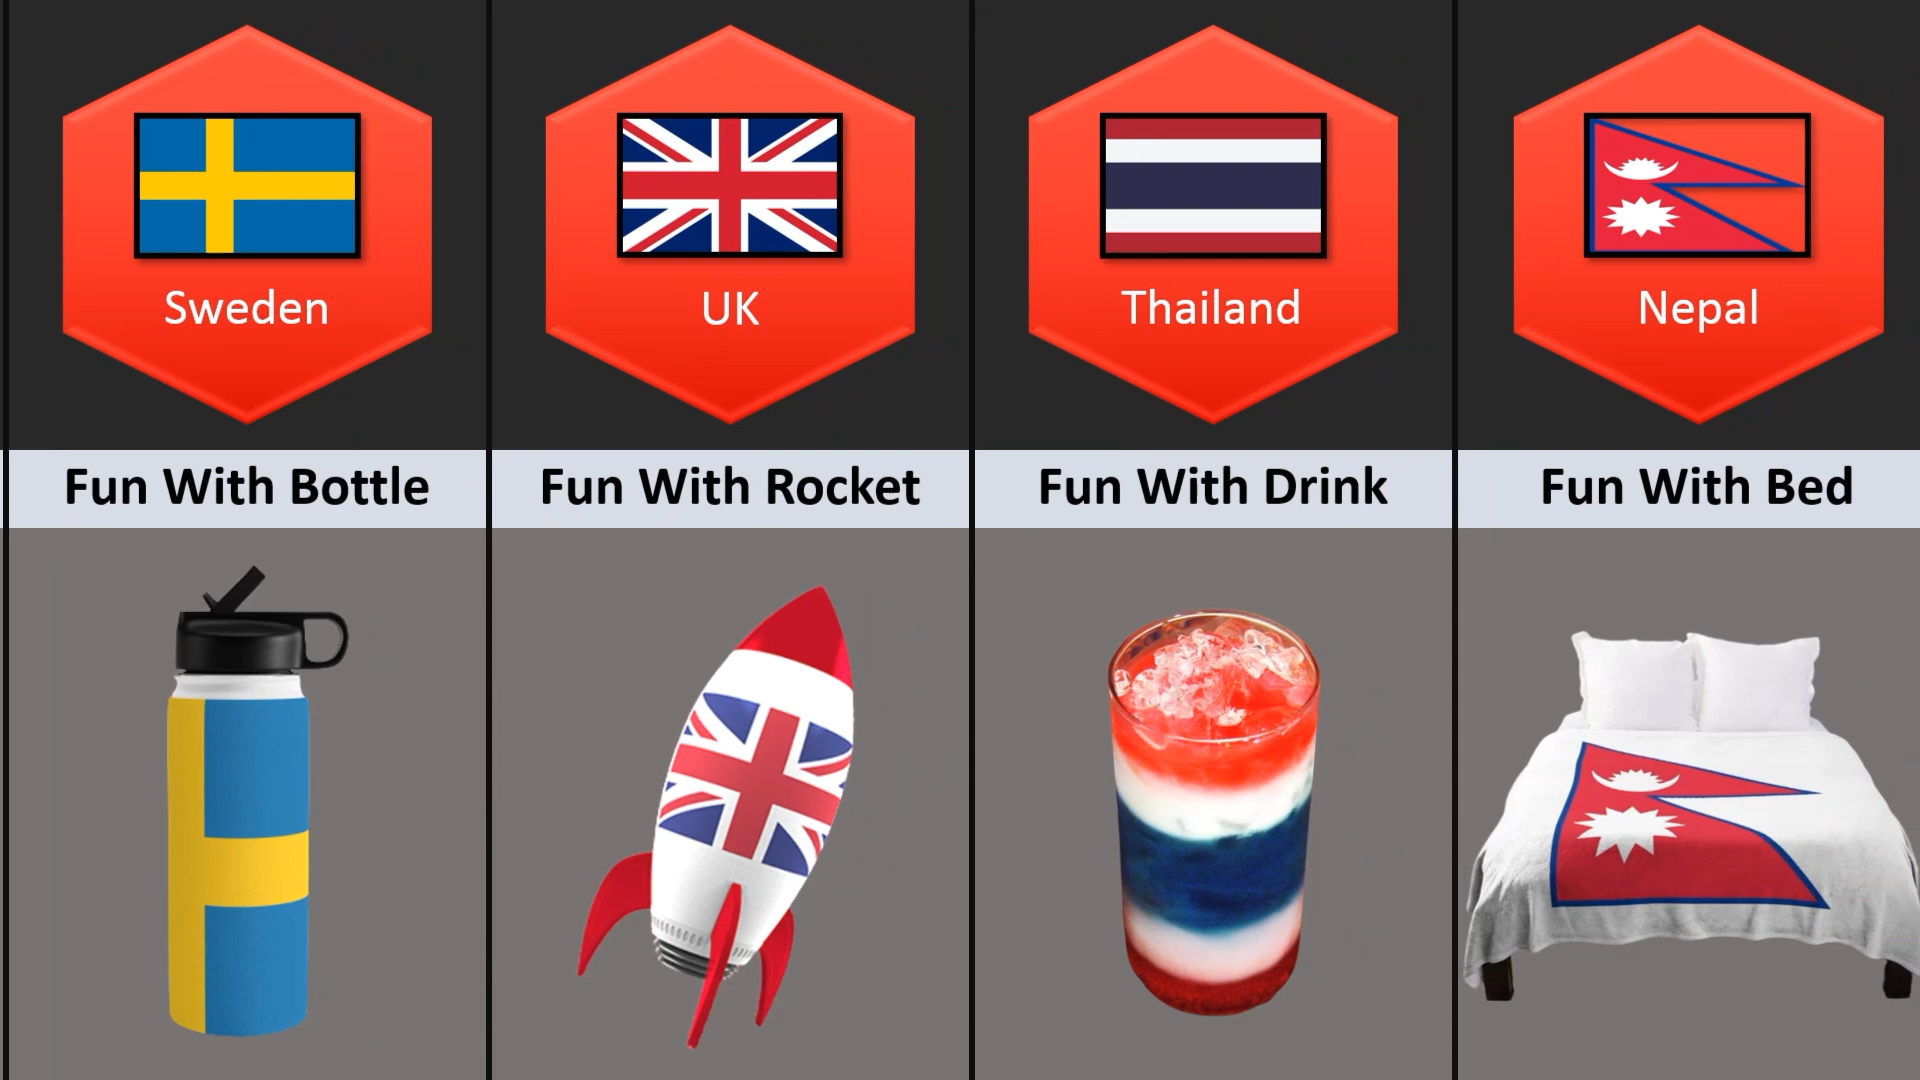 Sweden
UK
Thailand
Nepal
Fun With Bottle
Fun With Rocket
Fun With Drink
Fun With Bed